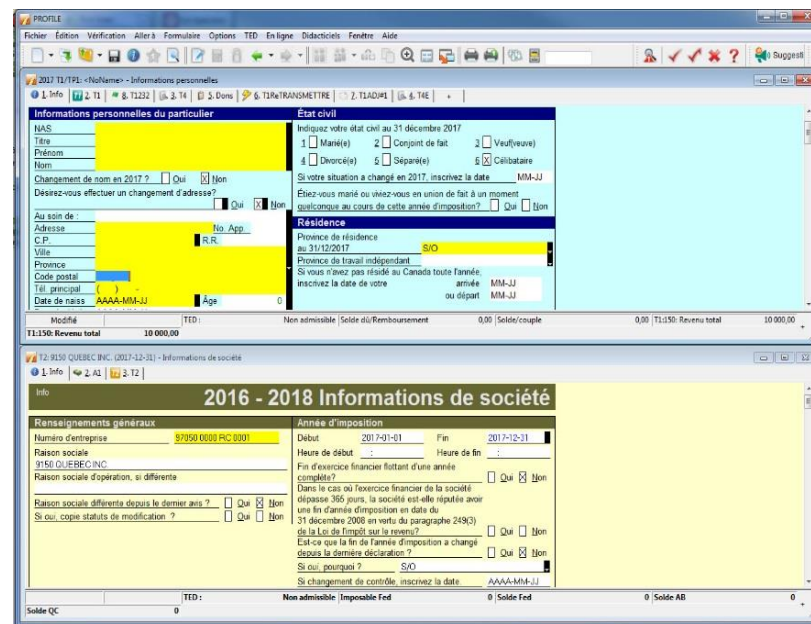 PROFILE
Fichier Édition Vérification Aller à Formulaire Options TED En ligne Didacticiels Fenêtre Aide
Suggesti
2017 T1/TP1: <NoName> - Informations personnelles
1. Info 2. T1 8. T1232 3. T4 5. Dons 6. T1ReTRANSMETTRE 7. T1ADJ#1 4. T4E +
Informations personnelles du particulier
NAS
Titre
Prénom
Nom
Changement de nom en 2017 ? Oui X Non
Désirez-vous effectuer un changement d'adresse?
Oui X Non
Au soin de :
Adresse No. App.
C.P. R.R.
Ville
Province
Code postal
Tél. principal ( ) -
Date de naiss AAAA-MM-JJ Âge 0
État civil
Indiquez votre état civil au 31 décembre 2017
1 Marié(e) 2 Conjoint de fait 3 Veuf(veuve)
4 Divorcé(e) 5 Séparé(e) 6 X Célibataire
Si votre situation a changé en 2017, inscrivez la date MM-JJ
Étiez-vous marié ou viviez-vous en union de fait à un moment
quelconque au cours de cette année d'imposition? Oui Non
Résidence
Province de résidence
au 31/12/2017 S/O
Province de travail indépendant
Si vous n'avez pas résidé au Canada toute l'année,
inscrivez la date de votre arrivée MM-JJ
ou départ MM-JJ
Modifié TED : Non admissible Solde dû/Remboursement 0,00 Solde/couple 0,00 T1:150: Revenu total 10 000,00
T1:150: Revenu total 10 000,00
T2: 9150 QUEBEC INC. (2017-12-31) - Informations de société
1. Info 2. A1 3. T2
Info 2016 - 2018 Informations de société
Renseignements généraux
Numéro d'entreprise 97050 0000 RC 0001
Raison sociale
9150 QUEBEC INC.
Raison sociale d'opération, si différente
Raison sociale différente depuis le dernier avis ? Oui X Non
Si oui, copie statuts de modification ? Oui Non
Année d'imposition
Début 2017-01-01 Fin 2017-12-31
Heure de début : Heure de fin :
Fin d'exercice financier flottant d'une année
complète? Oui X Non
Dans le cas où l'exercice financier de la société
dépasse 365 jours, la société est-elle réputée avoir
une fin d'année d'imposition en date du
31 décembre 2008 en vertu du paragraphe 249(3)
de la Loi de l'impôt sur le revenu? Oui Non
Est-ce que la fin de l'année d'imposition a changé
depuis la dernière déclaration ? Oui X Non
Si oui, pourquoi ? S/O
Si changement de contrôle, inscrivez la date. AAAA-MM-JJ
TED : Non admissible Imposable Fed 0 Solde Fed 0 Solde AB 0
Solde QC 0